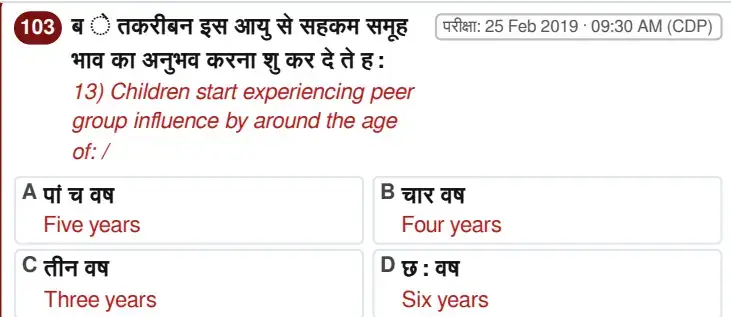 103 ब े तकरीबन इस आयु से सहकम समूह
परीक्षा: 25 Feb 2019 · 09:30 AM (CDP)
भाव का अनुभव करना शु कर दे ते ह :
13) Children start experiencing peer
group influence by around the age
of: /
A पां च वष
Five years
B चार वष
Four years
C तीन वष
Three years
D छ : वष
Six years